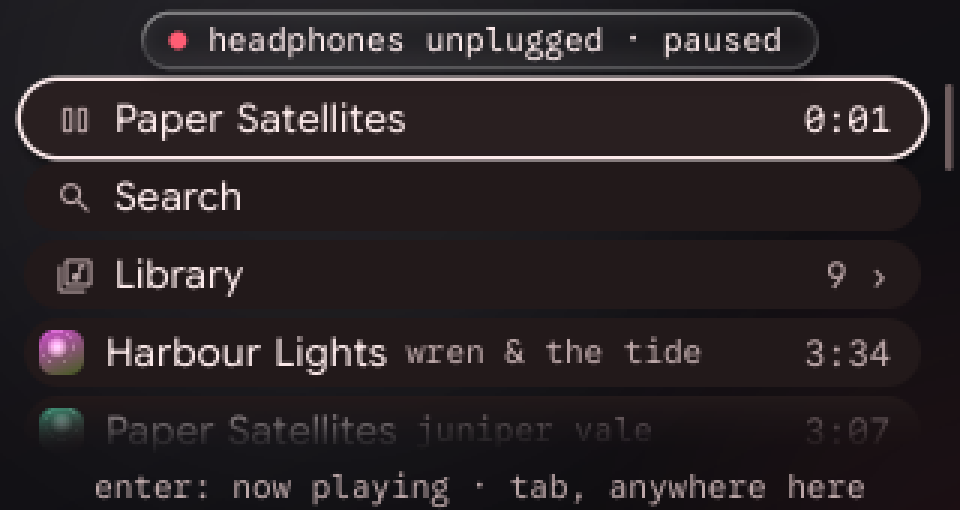 headphones unplugged · paused
Paper Satellites 0:01
Search
Library 9 ›
Harbour Lights wren & the tide 3:34
Paper Satellites juniper vale 3:07
enter: now playing · tab, anywhere here